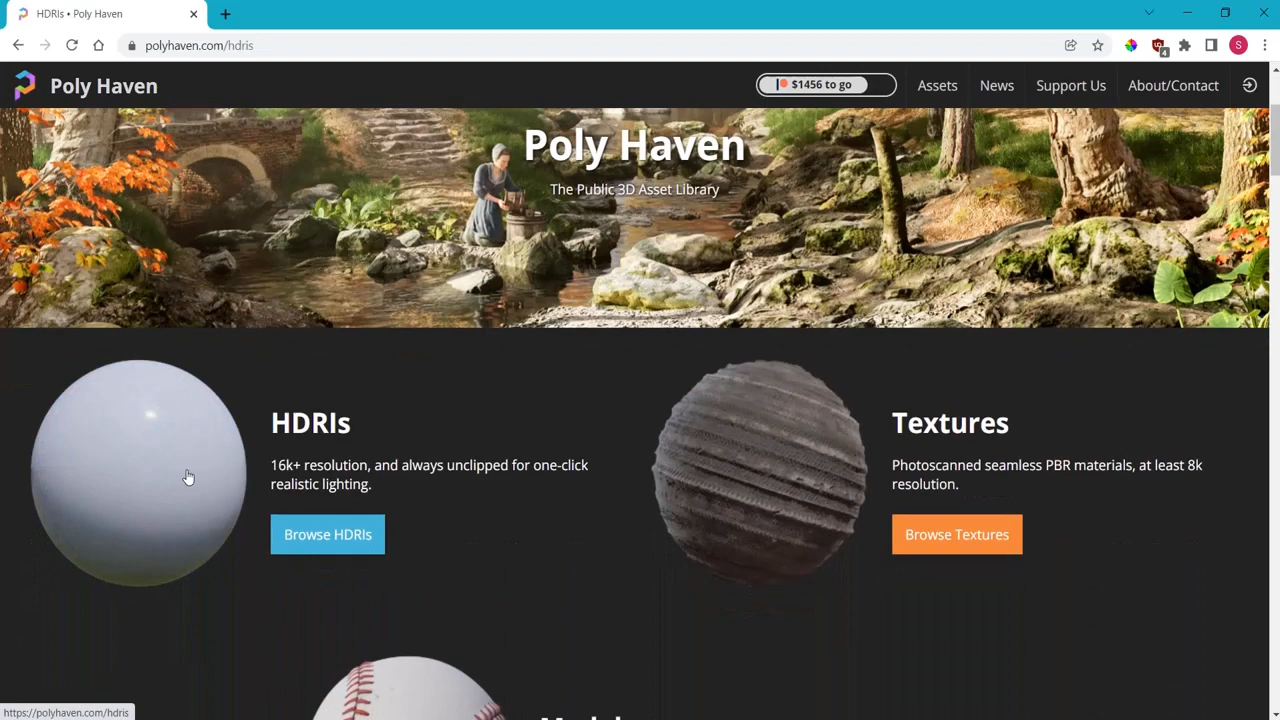 HDRIs • Poly Haven
polyhaven.com/hdris
4
S
Poly Haven
$1456 to go
Assets
News
Support Us
About/Contact
Poly Haven
The Public 3D Asset Library
HDRIs
16k+ resolution, and always unclipped for one-click
realistic lighting.
Browse HDRIs
Textures
Photoscanned seamless PBR materials, at least 8k
resolution.
Browse Textures
https://polyhaven.com/hdris